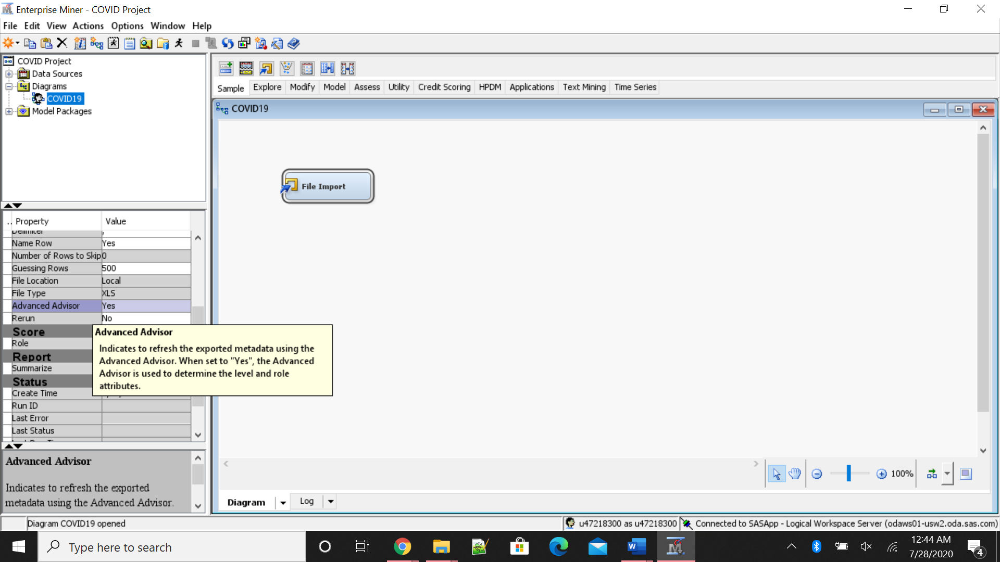 Enterprise Miner - COVID Project
File Edit View Actions Options Window Help
COVID Project
Data Sources
Diagrams
COVID19
Model Packages
Sample Explore Modify Model Assess Utility Credit Scoring HPDM Applications Text Mining Time Series
COVID19
File Import
.. Property Value
Delimiter ,
Name Row Yes
Number of Rows to Skip 0
Guessing Rows 500
File Location Local
File Type XLS
Advanced Advisor Yes
Rerun No
Score
Role
Report
Summarize
Status
Create Time
Run ID
Last Error
Last Status
Advanced Advisor
Indicates to refresh the exported metadata using the
Advanced Advisor. When set to "Yes", the Advanced
Advisor is used to determine the level and role
attributes.
Advanced Advisor
Indicates to refresh the exported
metadata using the Advanced Advisor.
100%
Diagram Log
Diagram COVID19 opened
u47218300 as u47218300
Connected to SASApp - Logical Workspace Server (odaws01-usw2.oda.sas.com)
Type here to search
12:44 AM
7/28/2020
4